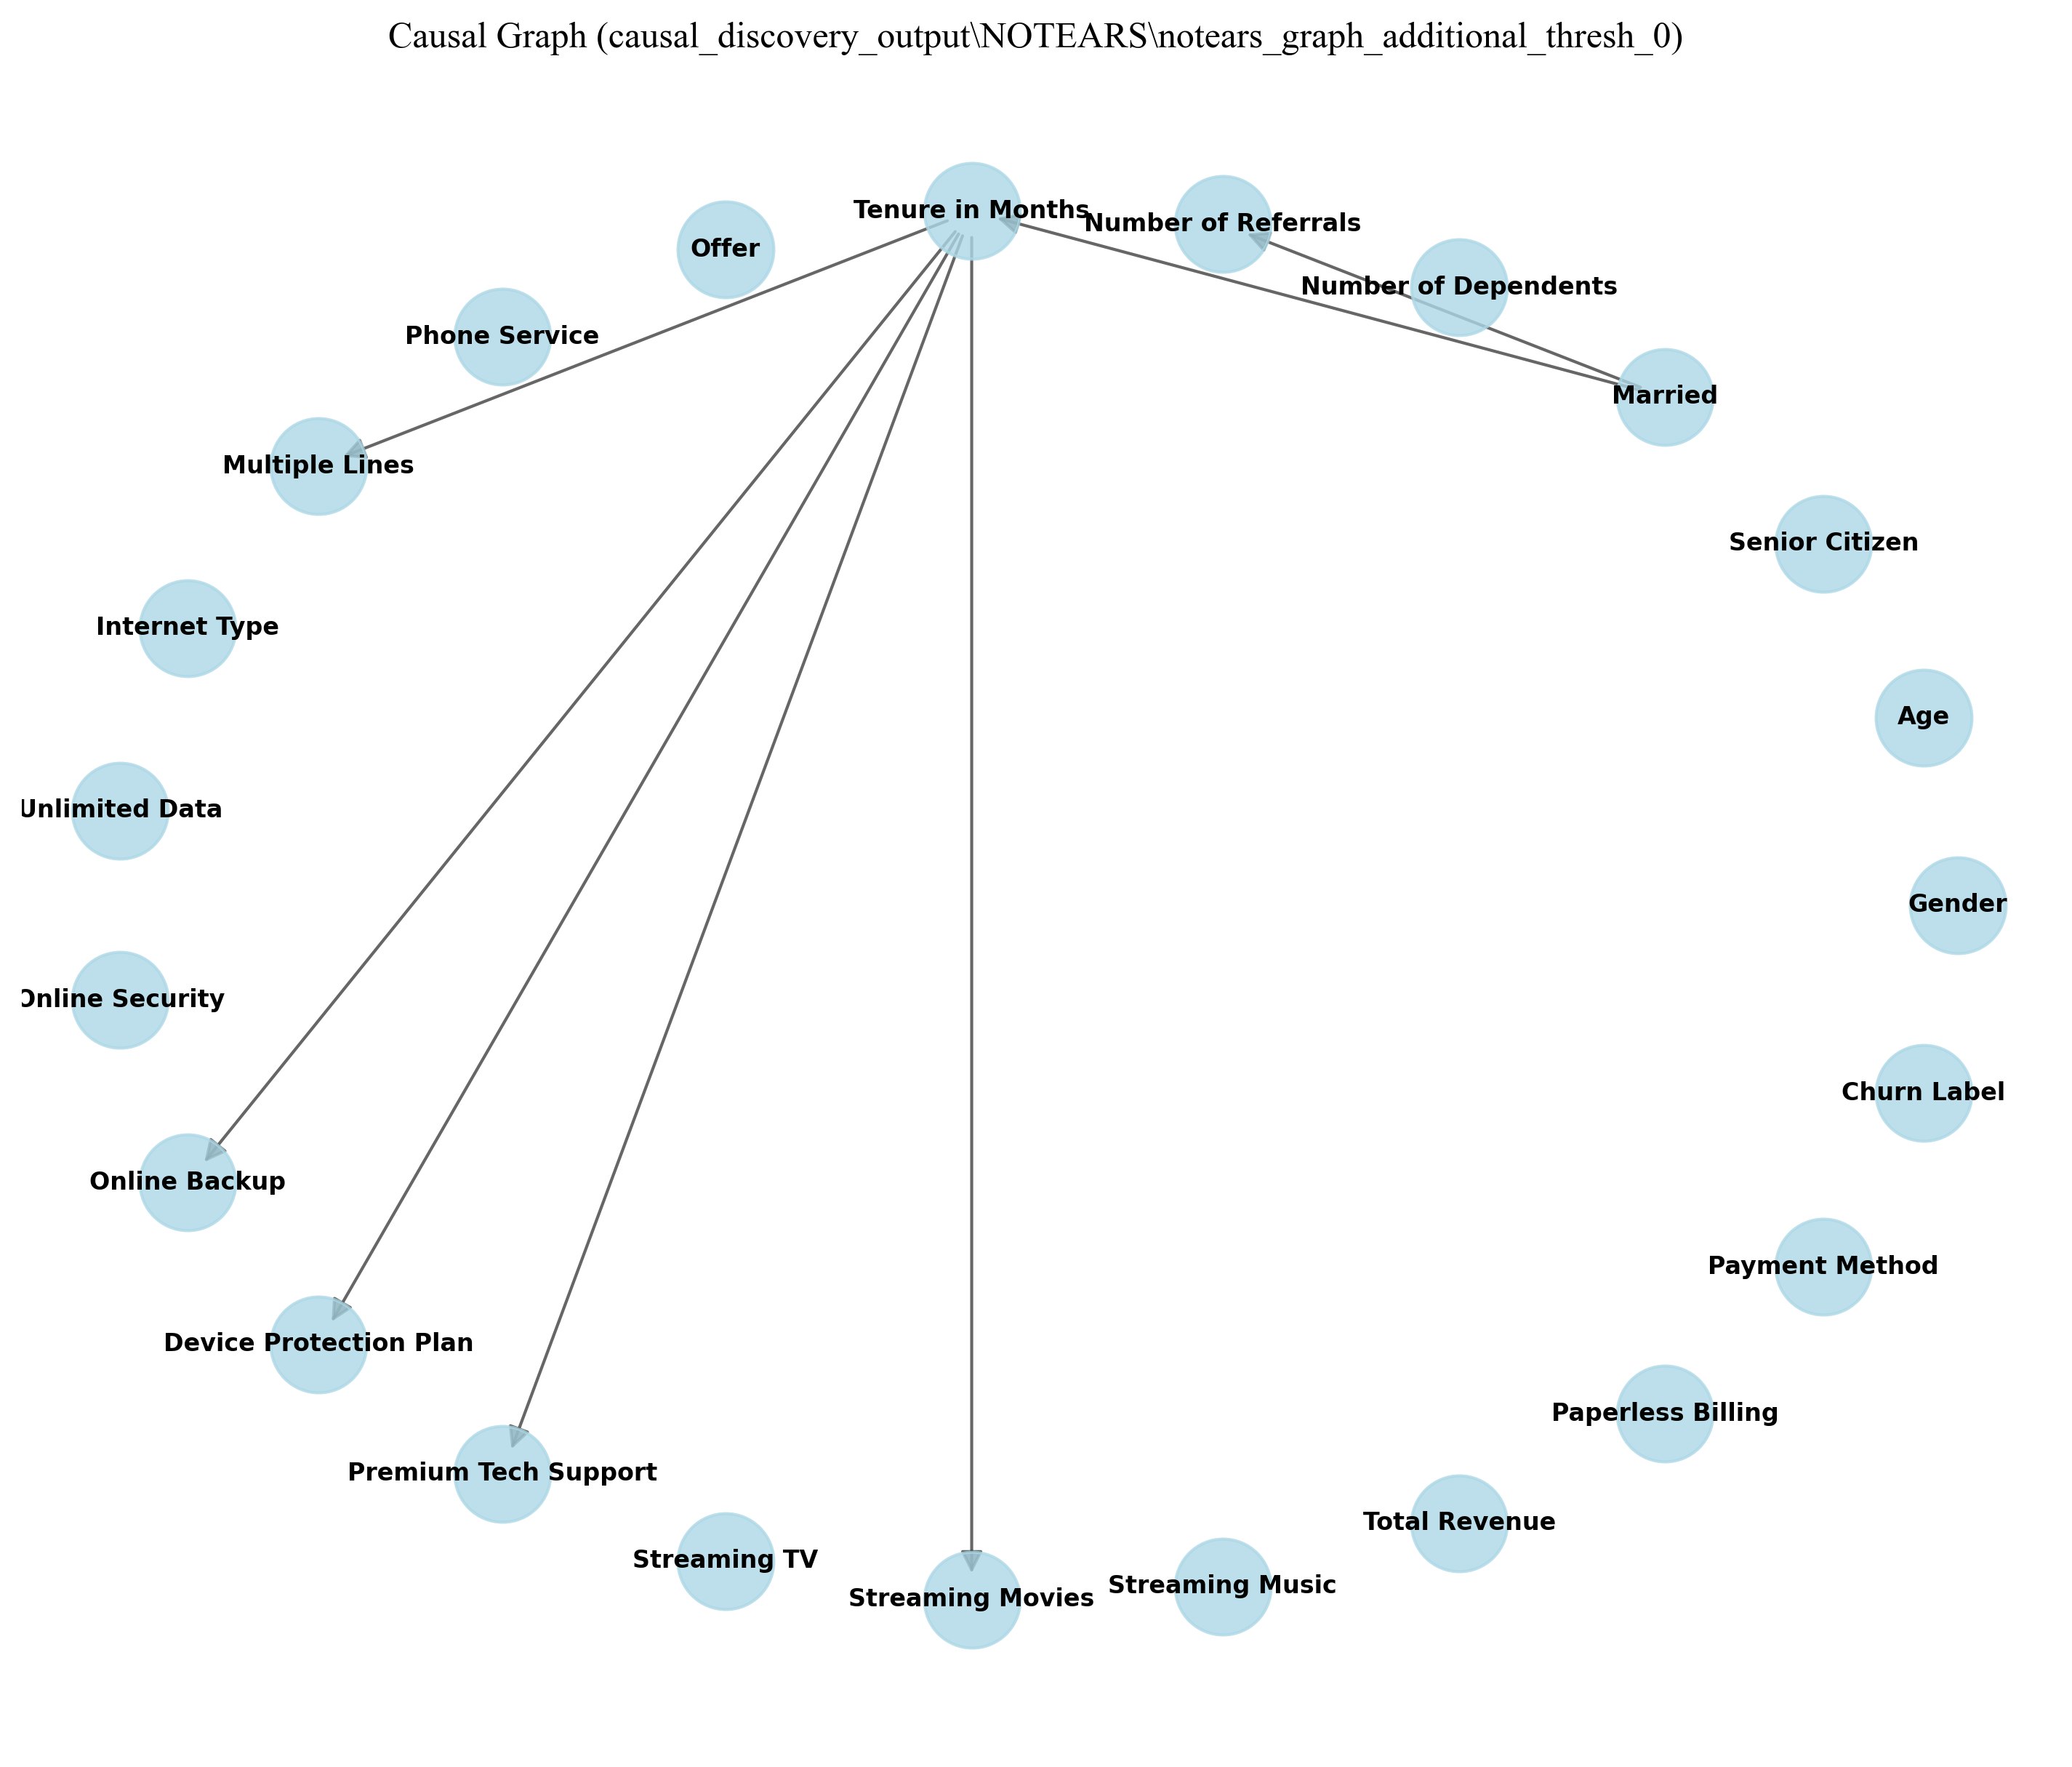 Causal Graph (causal_discovery_output\NOTEARS\notears_graph_additional_thresh_0)
Tenure in Months
Number of Referrals
Offer
Number of Dependents
Phone Service
Married
Multiple Lines
Senior Citizen
Internet Type
Age
Unlimited Data
Gender
Online Security
Churn Label
Online Backup
Payment Method
Device Protection Plan
Paperless Billing
Premium Tech Support
Total Revenue
Streaming TV
Streaming Music
Streaming Movies